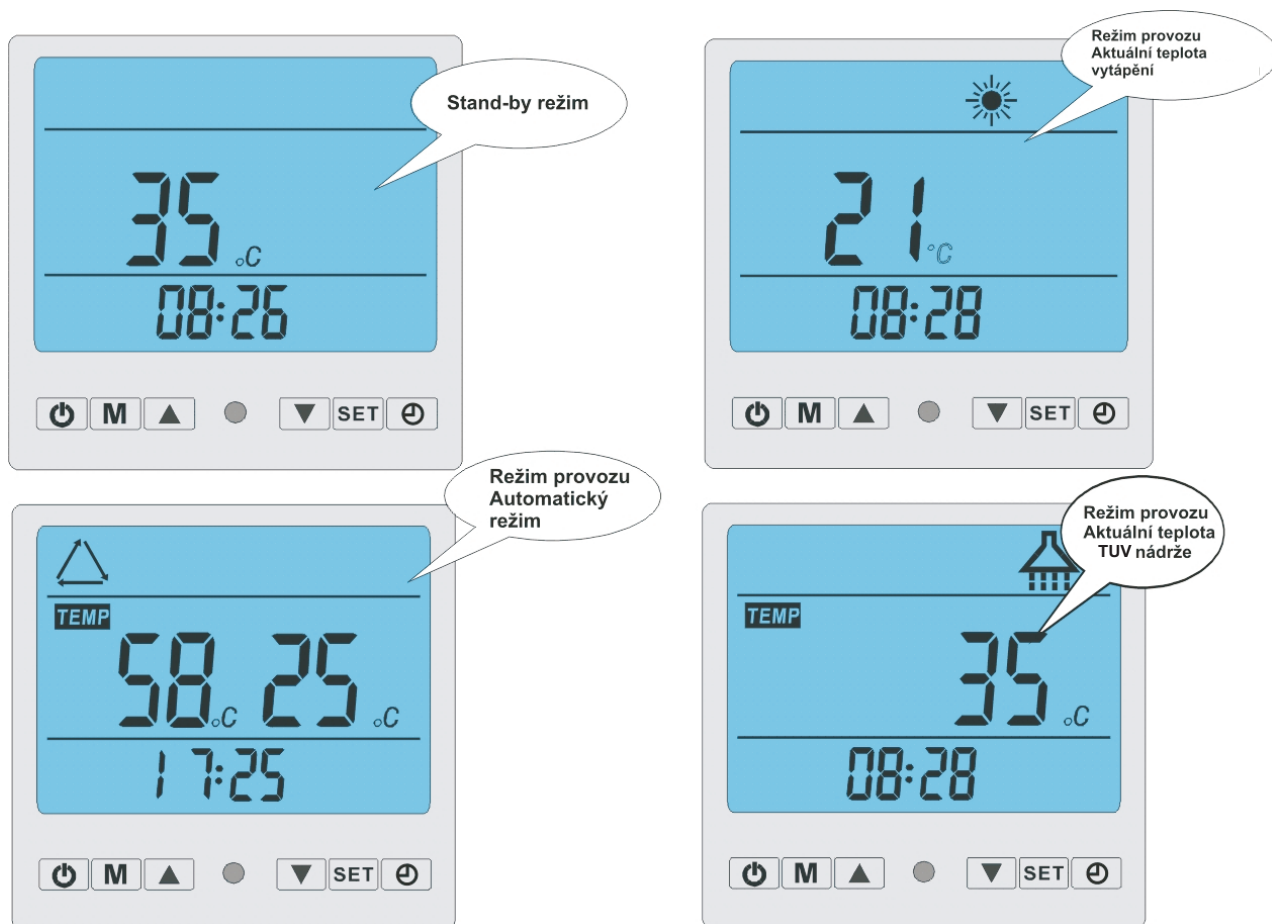 Stand-by režim
35 °C
08:26
M SET
Režim provozu
Aktuální teplota
vytápění
21 °C
08:28
M SET
Režim provozu
Automatický
režim
TEMP
58 °C 25 °C
17:25
M SET
Režim provozu
Aktuální teplota
TUV nádrže
TEMP
35 °C
08:28
M SET